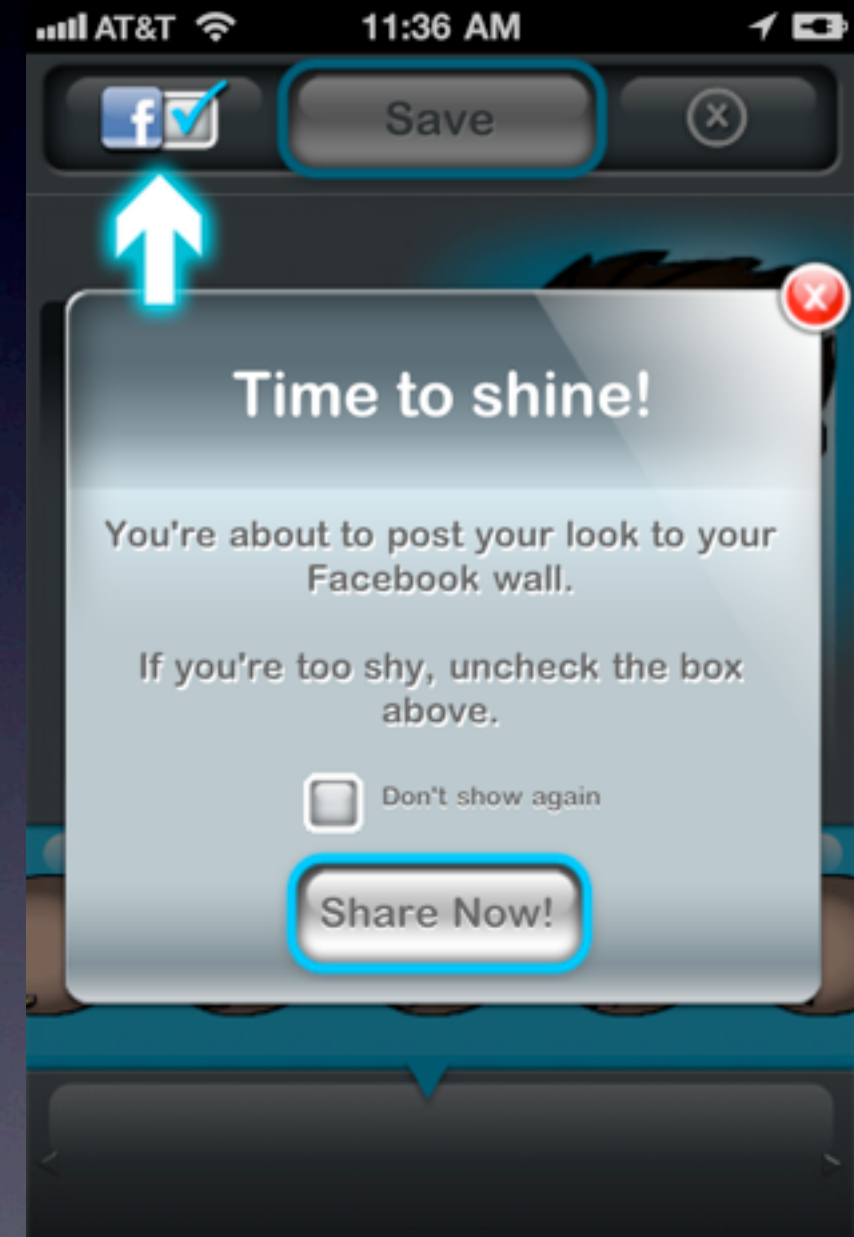 AT&T 11:36 AM
f Save
Time to shine!
You're about to post your look to your
Facebook wall.
If you're too shy, uncheck the box
above.
Don't show again
Share Now!